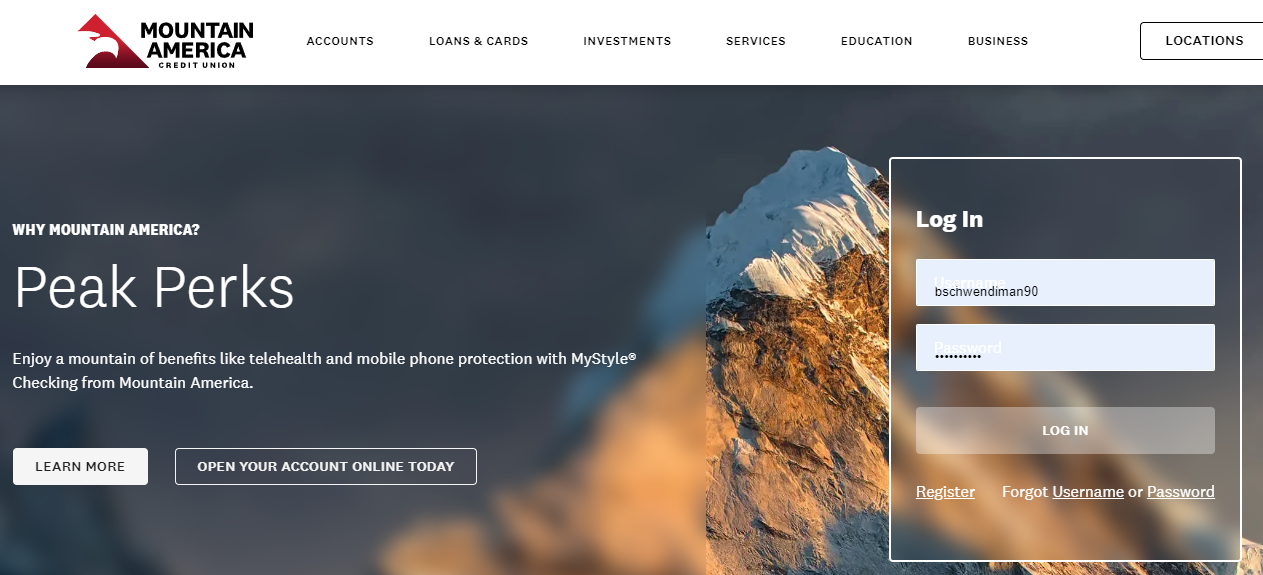 MOUNTAIN
AMERICA
CREDIT UNION
ACCOUNTS LOANS & CARDS INVESTMENTS SERVICES EDUCATION BUSINESS LOCATIONS
WHY MOUNTAIN AMERICA?
Peak Perks
Enjoy a mountain of benefits like telehealth and mobile phone protection with MyStyle®
Checking from Mountain America.
LEARN MORE OPEN YOUR ACCOUNT ONLINE TODAY
Log In
Username
bschwendiman90
Password
••••••••••
LOG IN
Register Forgot Username or Password